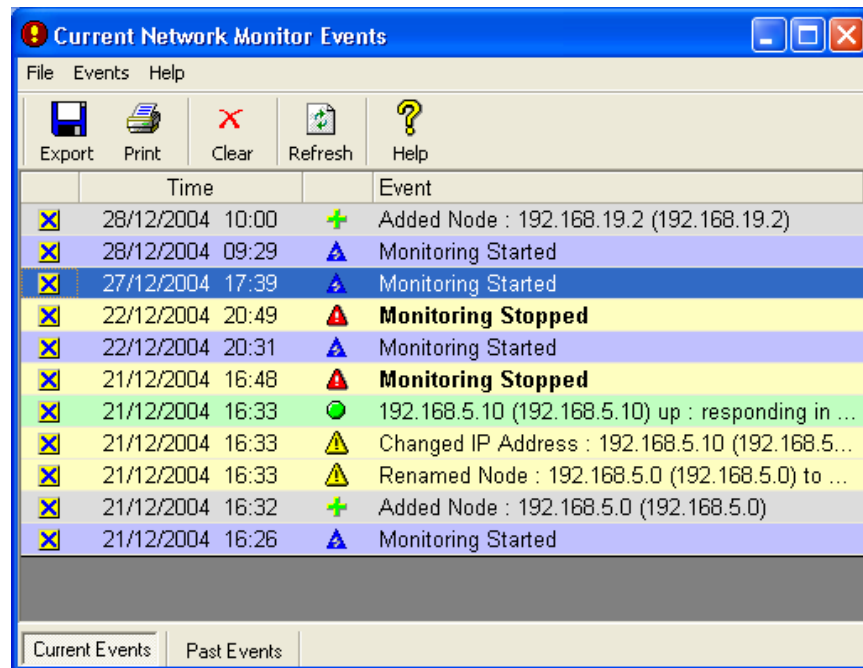 Current Network Monitor Events
File Events Help
Export Print Clear Refresh Help
Time Event
28/12/2004 10:00 Added Node : 192.168.19.2 (192.168.19.2)
28/12/2004 09:29 Monitoring Started
27/12/2004 17:39 Monitoring Started
22/12/2004 20:49 Monitoring Stopped
22/12/2004 20:31 Monitoring Started
21/12/2004 16:48 Monitoring Stopped
21/12/2004 16:33 192.168.5.10 (192.168.5.10) up : responding in ...
21/12/2004 16:33 Changed IP Address : 192.168.5.10 (192.168.5...
21/12/2004 16:33 Renamed Node : 192.168.5.0 (192.168.5.0) to ...
21/12/2004 16:32 Added Node : 192.168.5.0 (192.168.5.0)
21/12/2004 16:26 Monitoring Started
Current Events Past Events